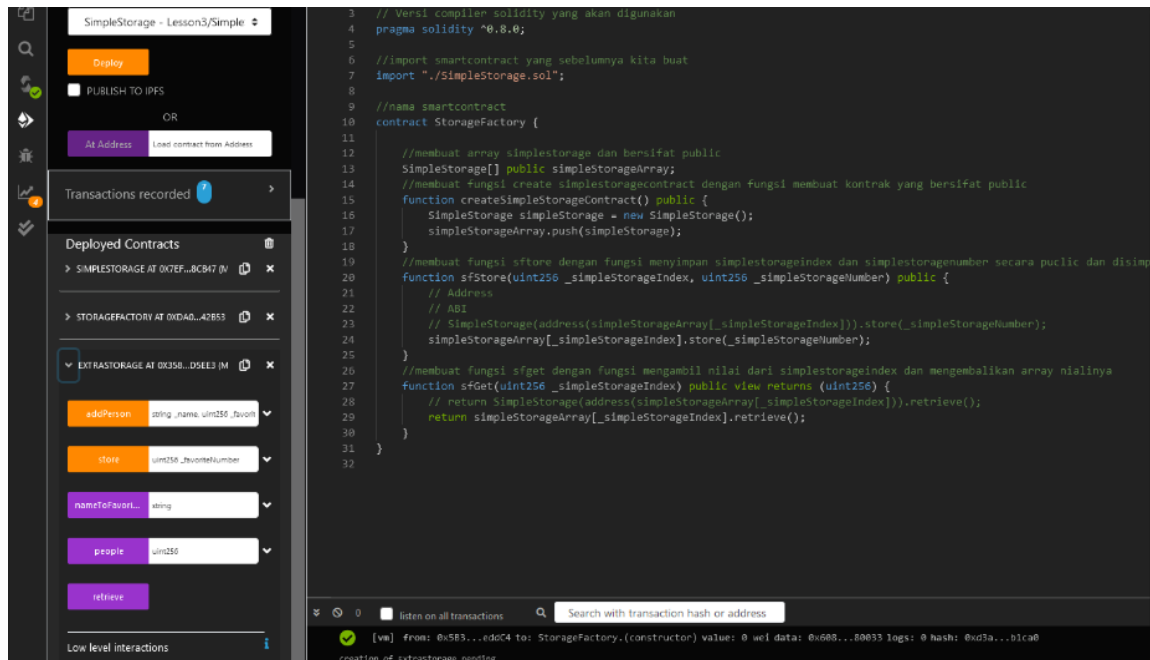 SimpleStorage - Lesson3/Simple
Deploy
PUBLISH TO IPFS
OR
At Address
Load contract from Address
Transactions recorded 7
Deployed Contracts
SIMPLESTORAGE AT 0X7EF...8CB47 (M
STORAGEFACTORY AT 0XDA0...42B53
EXTRASTORAGE AT 0X358...D5EE3 (M
addPerson
string _name, uint256 _favorit
store
uint256 _favoriteNumber
nameToFavori...
string
people
uint256
retrieve
Low level interactions
i
4
3 // Versi compiler solidity yang akan digunakan
4 pragma solidity ^0.8.0;
5
6 //import smartcontract yang sebelumnya kita buat
7 import "./SimpleStorage.sol";
8
9 //nama smartcontract
10 contract StorageFactory {
11
12 //membuat array simplestorage dan bersifat public
13 SimpleStorage[] public simpleStorageArray;
14 //membuat fungsi create simplestoragecontract dengan fungsi membuat kontrak yang bersifat public
15 function createSimpleStorageContract() public {
16 SimpleStorage simpleStorage = new SimpleStorage();
17 simpleStorageArray.push(simpleStorage);
18 }
19 //membuat fungsi sftore dengan fungsi menyimpan simplestorageindex dan simplestoragenumber secara puclic dan disimp
20 function sfStore(uint256 _simpleStorageIndex, uint256 _simpleStorageNumber) public {
21 // Address
22 // ABI
23 // SimpleStorage(address(simpleStorageArray[_simpleStorageIndex])).store(_simpleStorageNumber);
24 simpleStorageArray[_simpleStorageIndex].store(_simpleStorageNumber);
25 }
26 //membuat fungsi sfget dengan fungsi mengambil nilai dari simplestorageindex dan mengembalikan array nialinya
27 function sfGet(uint256 _simpleStorageIndex) public view returns (uint256) {
28 // return SimpleStorage(address(simpleStorageArray[_simpleStorageIndex])).retrieve();
29 return simpleStorageArray[_simpleStorageIndex].retrieve();
30 }
31 }
32
0
listen on all transactions
Search with transaction hash or address
[vm] from: 0x5B3...eddC4 to: StorageFactory.(constructor) value: 0 wei data: 0x608...80033 logs: 0 hash: 0xd3a...b1ca0
creation of extrastorage pending